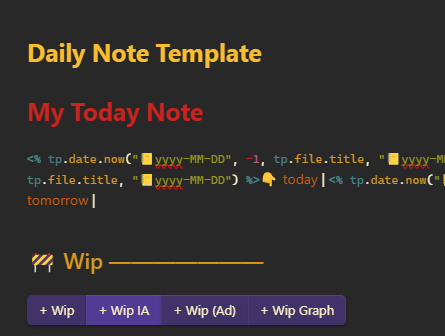 Daily Note Template
My Today Note
<% tp.date.now("📒yyyy-MM-DD", -1, tp.file.title, "📒yyyy-M
tp.file.title, "📒yyyy-MM-DD") %>👇 today|<% tp.date.now("
tomorrow|
🚧 Wip ———————
+ Wip + Wip IA + Wip (Ad) + Wip Graph